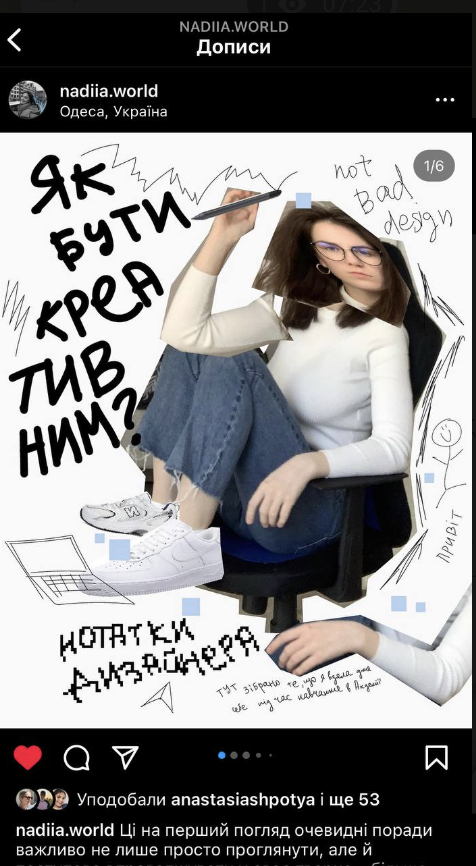 07:23
NADIIA.WORLD
Дописи
nadiia.world
Одеса, Україна
1/6
not
Bad
design
Як
бути
креа
тив
ним?
привіт
нотатки
дизайнера
тут зібрано те, що я взяла для
себе під час навчання в
Уподобали anastasiashpotya і ще 53
nadiia.world Ці на перший погляд очевидні поради
важливо не лише просто проглянути, але й